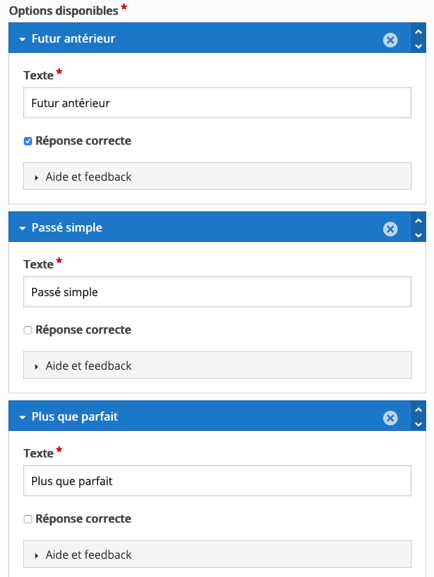 Options disponibles *
Futur antérieur
Texte *
Futur antérieur
Réponse correcte
Aide et feedback
Passé simple
Texte *
Passé simple
Réponse correcte
Aide et feedback
Plus que parfait
Texte *
Plus que parfait
Réponse correcte
Aide et feedback